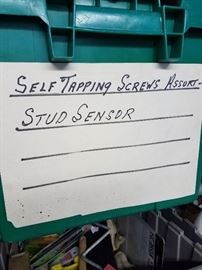 SELF TAPPING SCREWS ASSORT-
STUD SENSOR